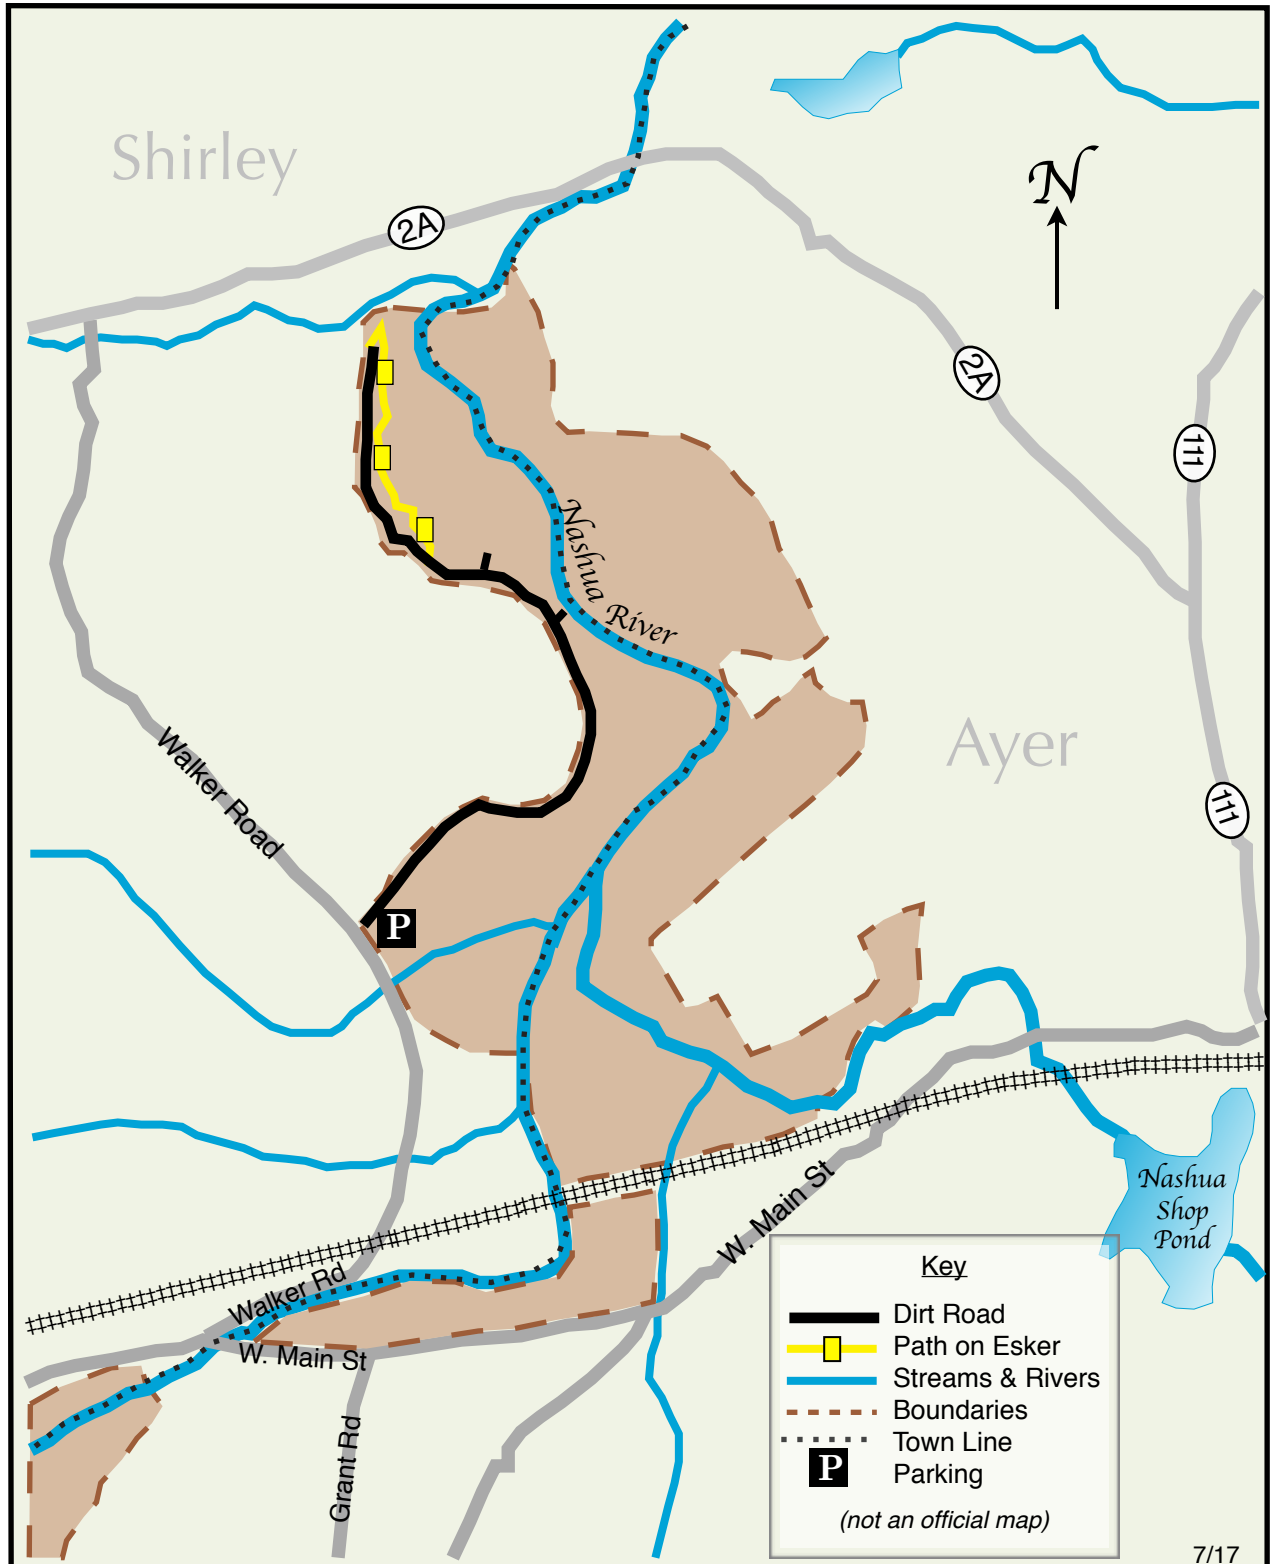 Shirley
N
2A
2A
111
Nashua River
Ayer
Walker Road
111
P
Nashua
Shop
Pond
W. Main St
Walker Rd
W. Main St
Grant Rd
Key
Dirt Road
Path on Esker
Streams & Rivers
Boundaries
Town Line
P Parking
(not an official map)
7/17